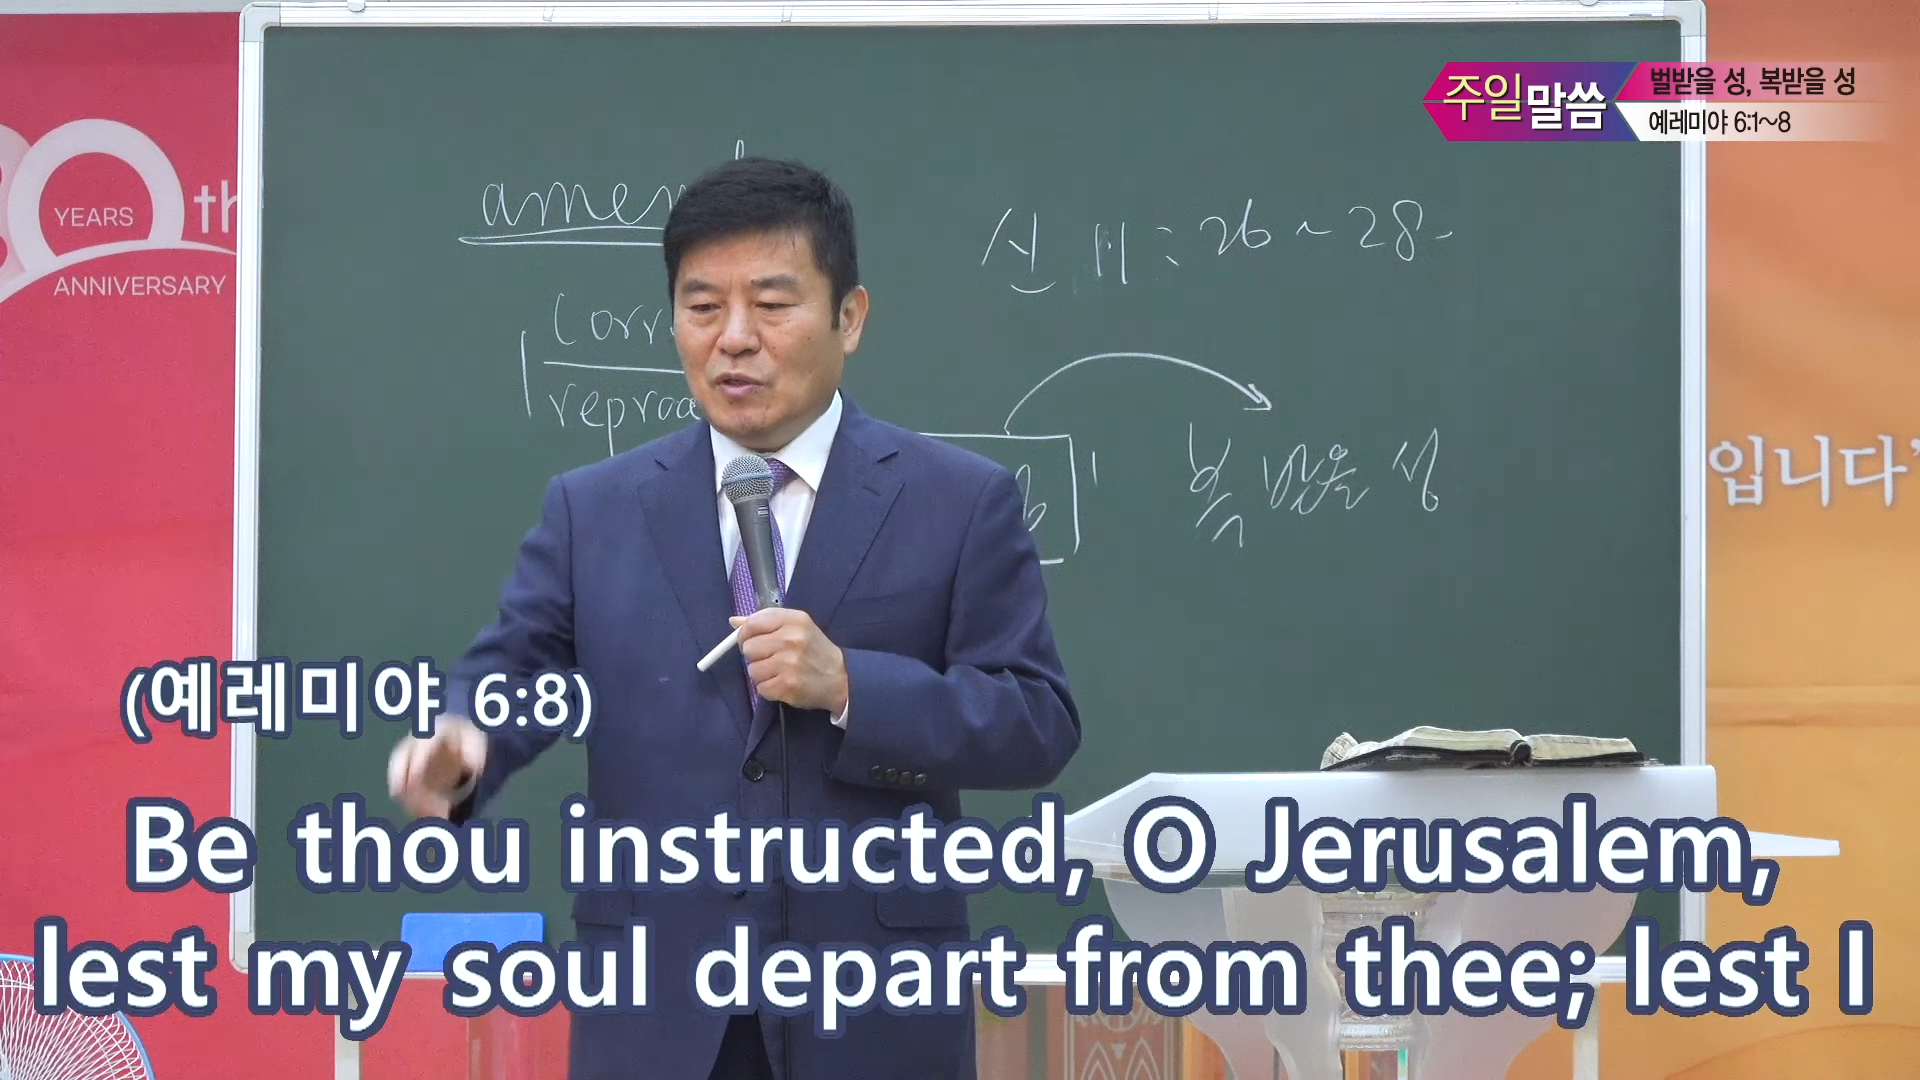 주일말씀
벌받을 성, 복받을 성
예레미야 6:1~8
YEARS
th
ANNIVERSARY
신 11:26~28
복 받을 성
입니다"
(예레미야 6:8)
Be thou instructed, O Jerusalem,
lest my soul depart from thee; lest I